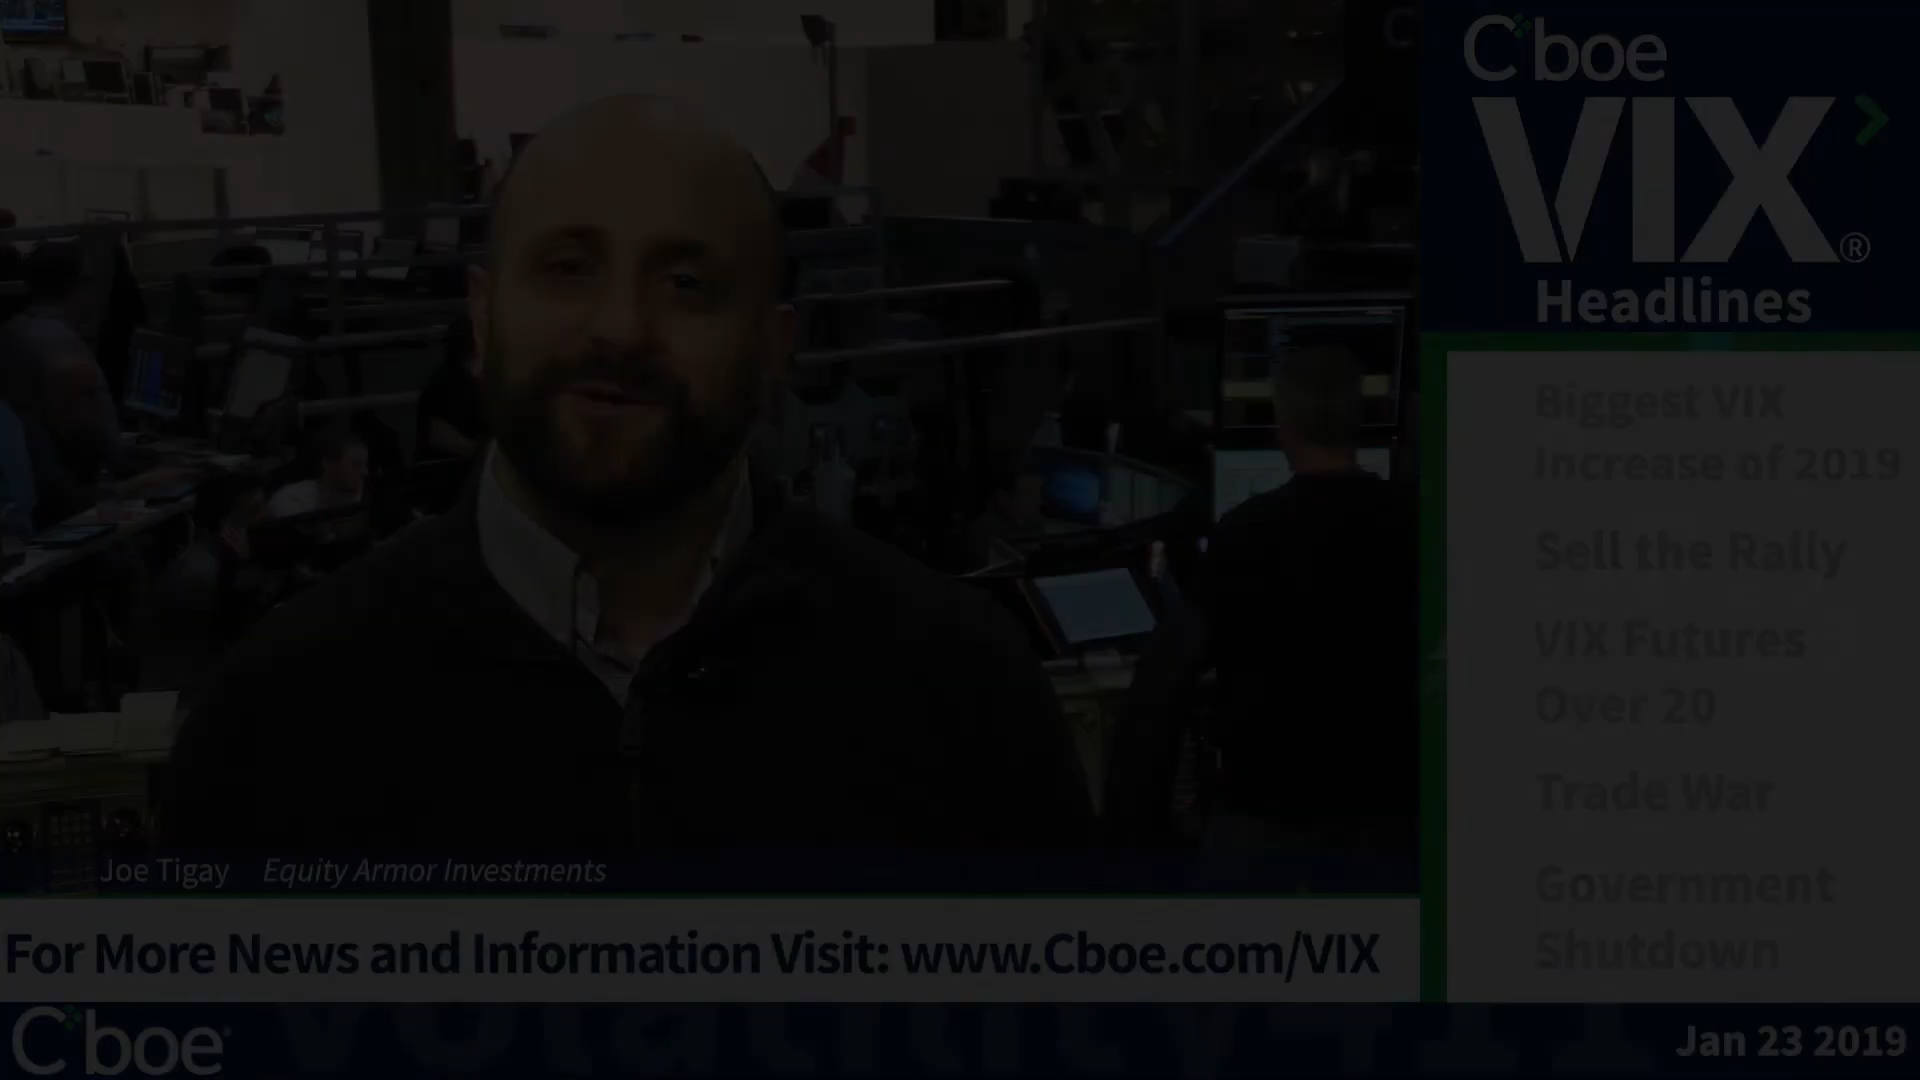 Cboe
VIX®
Headlines
Biggest VIX
Increase of 2019
Sell the Rally
VIX Futures
Over 20
Trade War
Government
Shutdown
Joe Tigay Equity Armor Investments
For More News and Information Visit: www.Cboe.com/VIX
Cboe
Volatility 411
Jan 23 2019